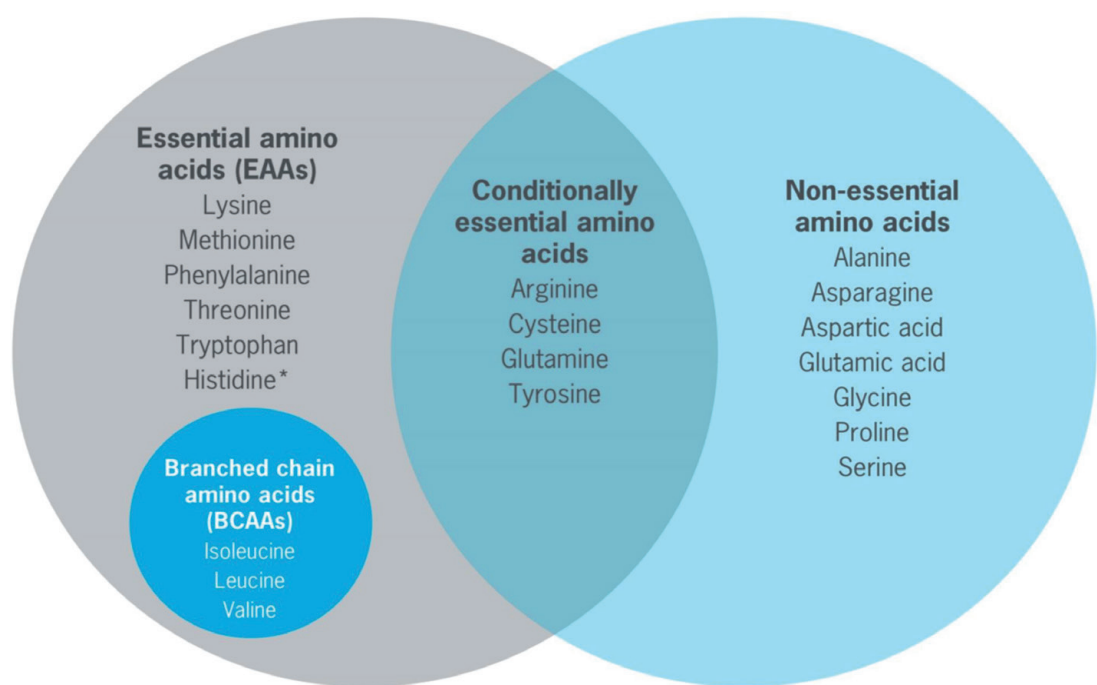 Essential amino
acids (EAAs)
Lysine
Methionine
Phenylalanine
Threonine
Tryptophan
Histidine*
Branched chain
amino acids
(BCAAs)
Isoleucine
Leucine
Valine
Conditionally
essential amino
acids
Arginine
Cysteine
Glutamine
Tyrosine
Non-essential
amino acids
Alanine
Asparagine
Aspartic acid
Glutamic acid
Glycine
Proline
Serine